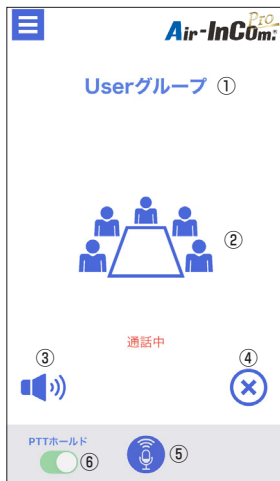 Pro
Air-InCom.
Userグループ ①
②
通話中
③
④
PTTホールド
⑥
⑤